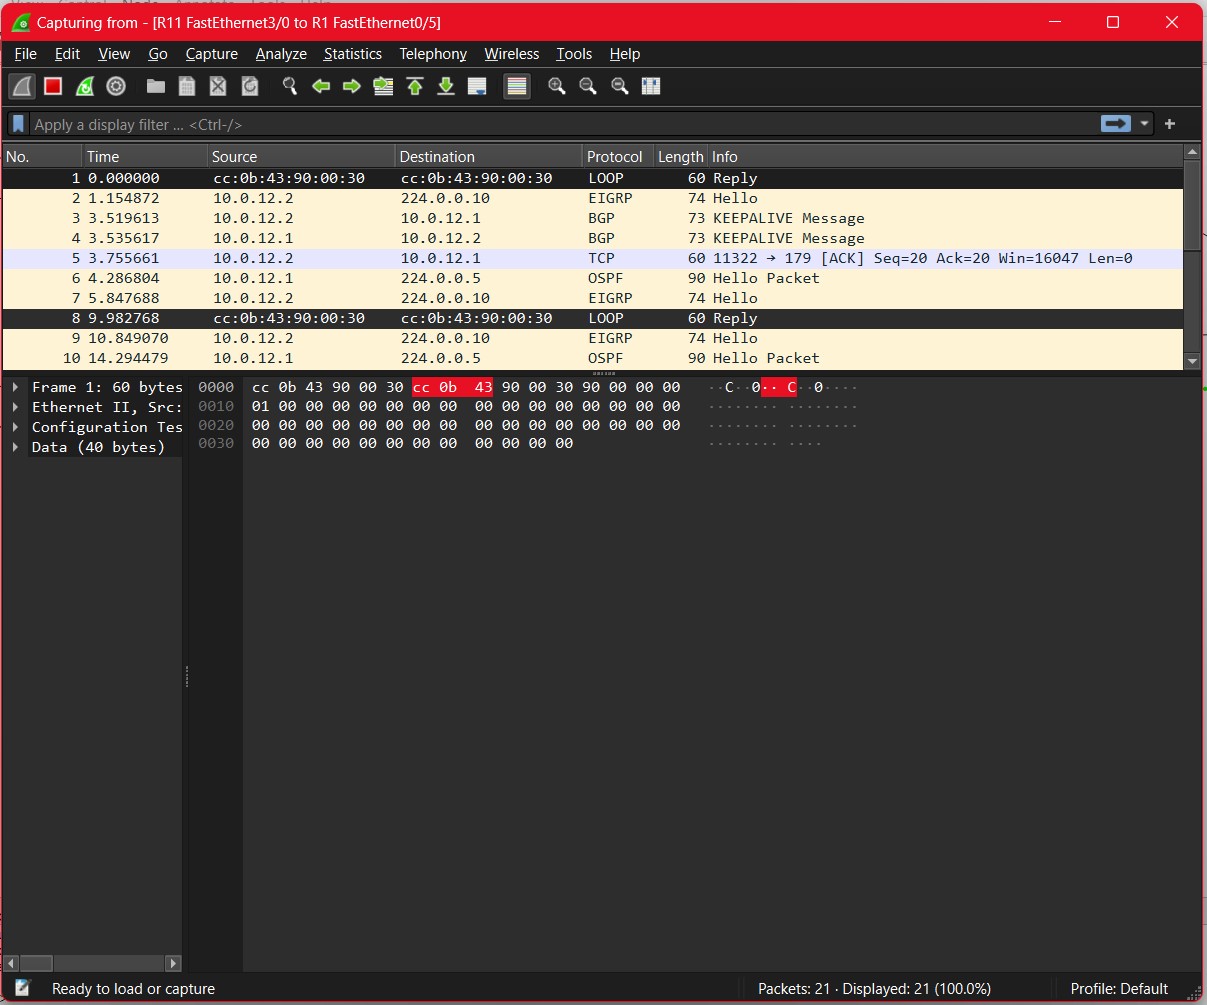 Capturing from - [R11 FastEthernet3/0 to R1 FastEthernet0/5]
File Edit View Go Capture Analyze Statistics Telephony Wireless Tools Help
Apply a display filter ... <Ctrl-/>
No. Time Source Destination Protocol Length Info
1 0.000000 cc:0b:43:90:00:30 cc:0b:43:90:00:30 LOOP 60 Reply
2 1.154872 10.0.12.2 224.0.0.10 EIGRP 74 Hello
3 3.519613 10.0.12.2 10.0.12.1 BGP 73 KEEPALIVE Message
4 3.535617 10.0.12.1 10.0.12.2 BGP 73 KEEPALIVE Message
5 3.755661 10.0.12.2 10.0.12.1 TCP 60 11322 → 179 [ACK] Seq=20 Ack=20 Win=16047 Len=0
6 4.286804 10.0.12.1 224.0.0.5 OSPF 90 Hello Packet
7 5.847688 10.0.12.2 224.0.0.10 EIGRP 74 Hello
8 9.982768 cc:0b:43:90:00:30 cc:0b:43:90:00:30 LOOP 60 Reply
9 10.849070 10.0.12.2 224.0.0.10 EIGRP 74 Hello
10 14.294479 10.0.12.1 224.0.0.5 OSPF 90 Hello Packet
Frame 1: 60 bytes
Ethernet II, Src:
Configuration Tes
Data (40 bytes)
0000 cc 0b 43 90 00 30 cc 0b 43 90 00 30 90 00 00 00 ··C··0·· C··0····
0010 01 00 00 00 00 00 00 00 00 00 00 00 00 00 00 00 ········ ········
0020 00 00 00 00 00 00 00 00 00 00 00 00 00 00 00 00 ········ ········
0030 00 00 00 00 00 00 00 00 00 00 00 00 ········ ····
Ready to load or capture
Packets: 21 · Displayed: 21 (100.0%)
Profile: Default